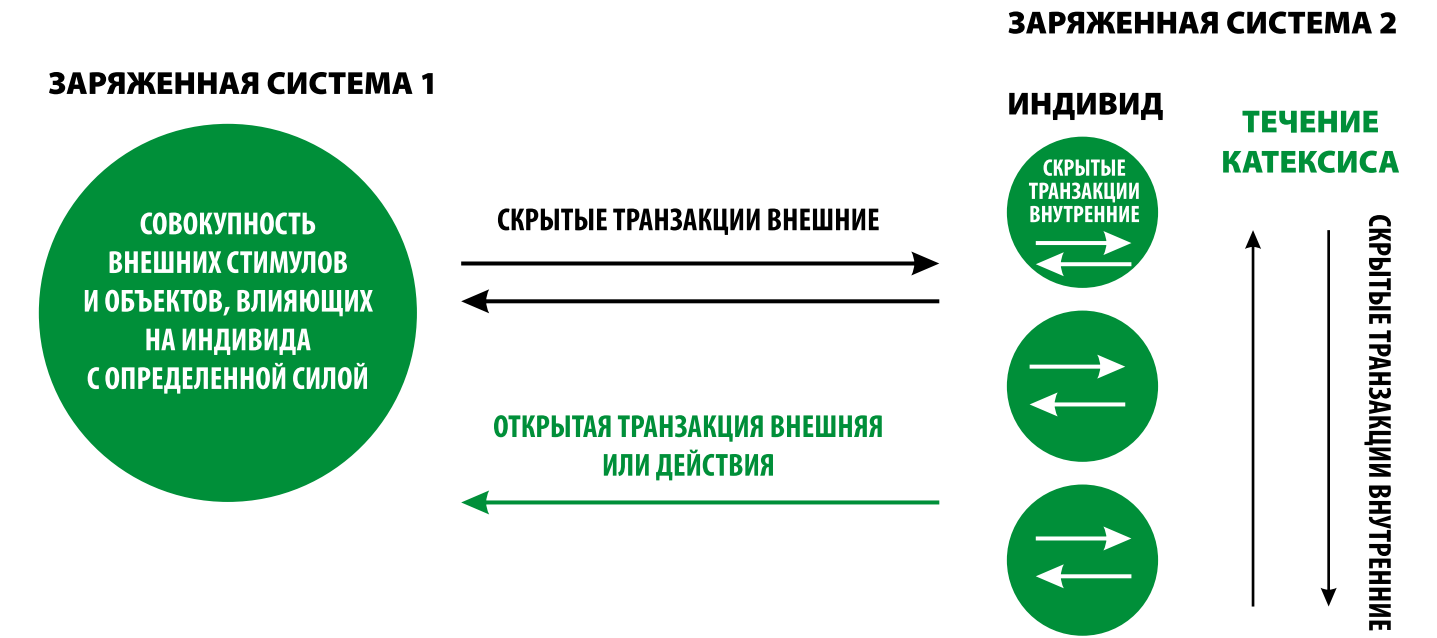 ЗАРЯЖЕННАЯ СИСТЕМА 1
СОВОКУПНОСТЬ
ВНЕШНИХ СТИМУЛОВ
И ОБЪЕКТОВ, ВЛИЯЮЩИХ
НА ИНДИВИДА
С ОПРЕДЕЛЕННОЙ СИЛОЙ
СКРЫТЫЕ ТРАНЗАКЦИИ ВНЕШНИЕ
ОТКРЫТАЯ ТРАНЗАКЦИЯ ВНЕШНЯЯ
ИЛИ ДЕЙСТВИЯ
ЗАРЯЖЕННАЯ СИСТЕМА 2
ИНДИВИД
СКРЫТЫЕ
ТРАНЗАКЦИИ
ВНУТРЕННИЕ
ТЕЧЕНИЕ
КАТЕКСИСА
СКРЫТЫЕ ТРАНЗАКЦИИ ВНУТРЕННИЕ